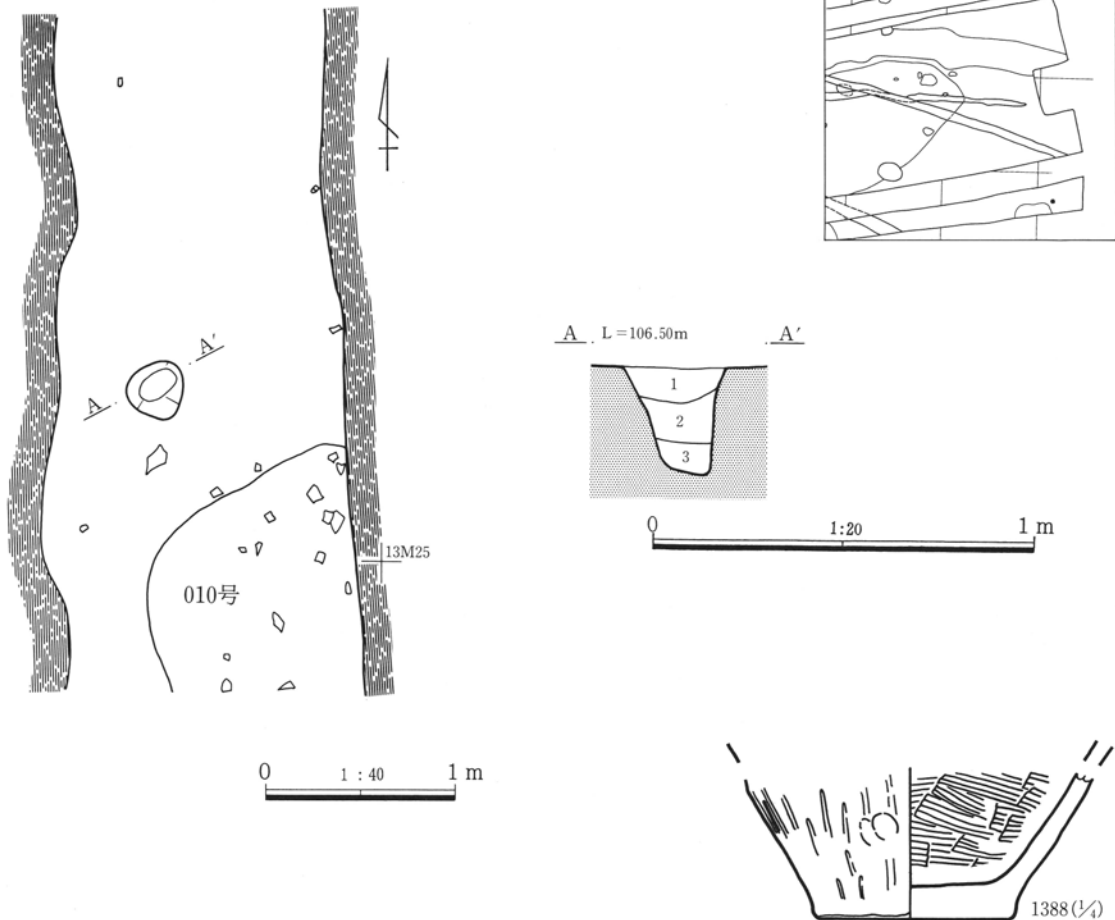 A'
A
010号
13M25
0 1 : 40 1 m
A L = 106.50m A'
1
2
3
0 1:20 1 m
1388(1/4)